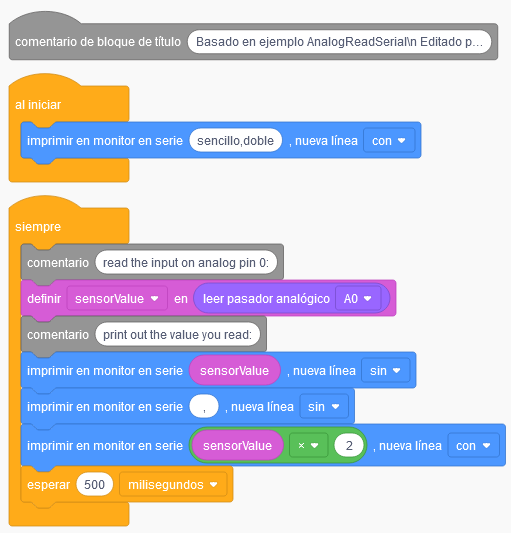 comentario de bloque de título Basado en ejemplo AnalogReadSerial\n Editado p...
al iniciar
imprimir en monitor en serie sencillo,doble , nueva línea con
siempre
comentario read the input on analog pin 0:
definir sensorValue en leer pasador analógico A0
comentario print out the value you read:
imprimir en monitor en serie sensorValue , nueva línea sin
imprimir en monitor en serie , , nueva línea sin
imprimir en monitor en serie sensorValue × 2 , nueva línea con
esperar 500 milisegundos